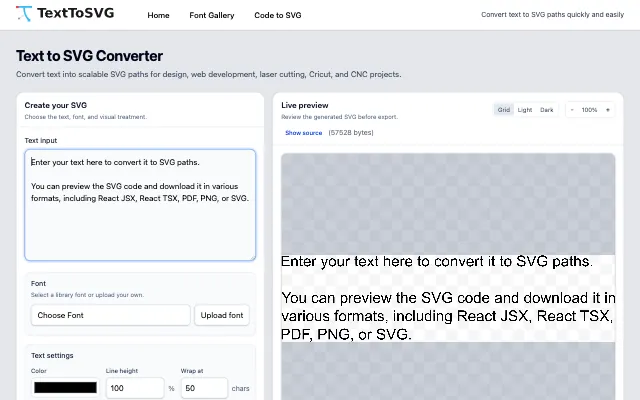 TextToSVG
Home
Font Gallery
Code to SVG
Convert text to SVG paths quickly and easily
Text to SVG Converter
Convert text into scalable SVG paths for design, web development, laser cutting, Cricut, and CNC projects.
Create your SVG
Choose the text, font, and visual treatment.
Text input
Enter your text here to convert it to SVG paths.
You can preview the SVG code and download it in various
formats, including React JSX, React TSX, PDF, PNG, or SVG.
Font
Select a library font or upload your own.
Choose Font
Upload font
Text settings
Color
Line height
Wrap at
100
%
50
chars
Live preview
Review the generated SVG before export.
Grid
Light
Dark
- 100% +
Show source (57528 bytes)
Enter your text here to convert it to SVG paths.
You can preview the SVG code and download it in
various formats, including React JSX, React TSX,
PDF, PNG, or SVG.